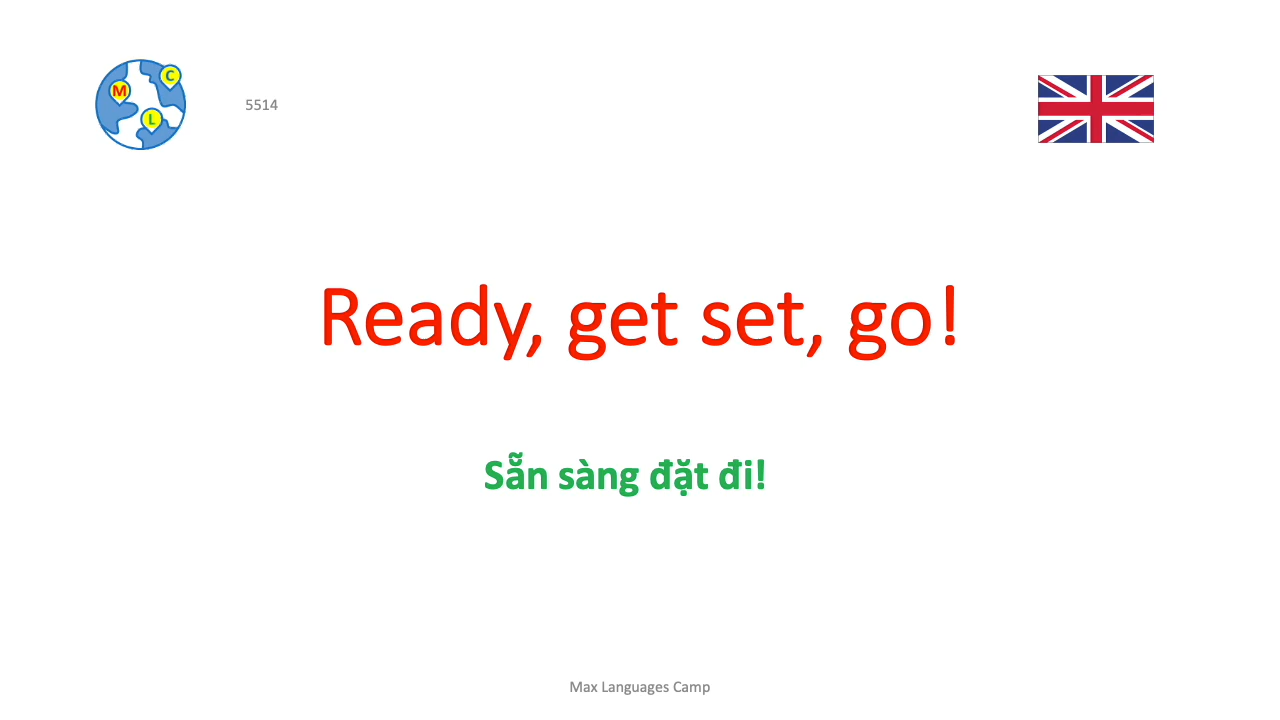 M
C
L
5514
Ready, get set, go!
Sẵn sàng đặt đi!
Max Languages Camp